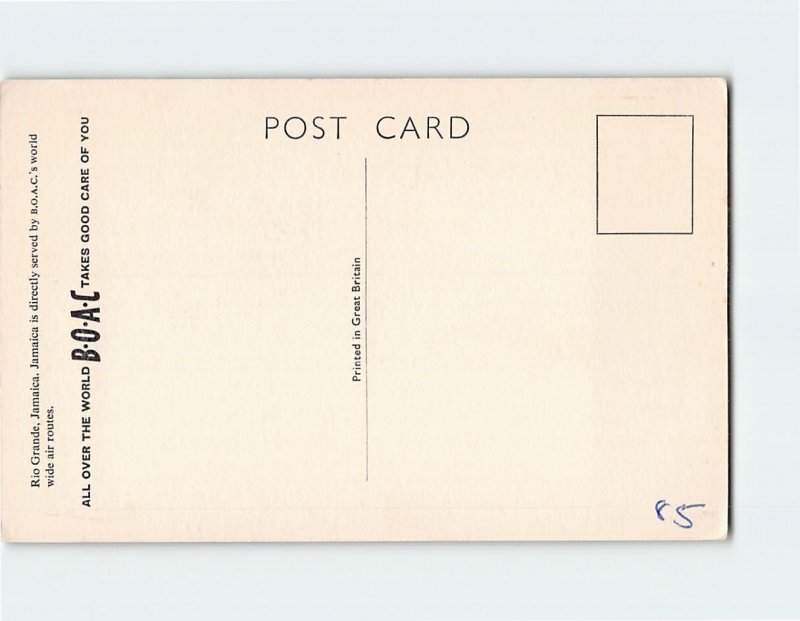 POST CARD
Rio Grande, Jamaica. Jamaica is directly served by B.O.A.C.'s world
wide air routes.
ALL OVER THE WORLD B·O·A·C TAKES GOOD CARE OF YOU
Printed in Great Britain
85